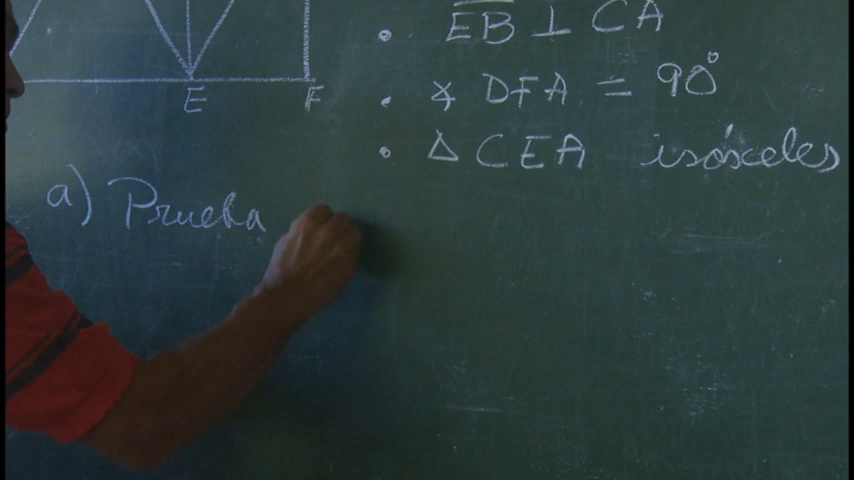 EB ⊥ CA
E F
• ∡ DFA = 90°
• △ CEA isósceles
a) Prueba